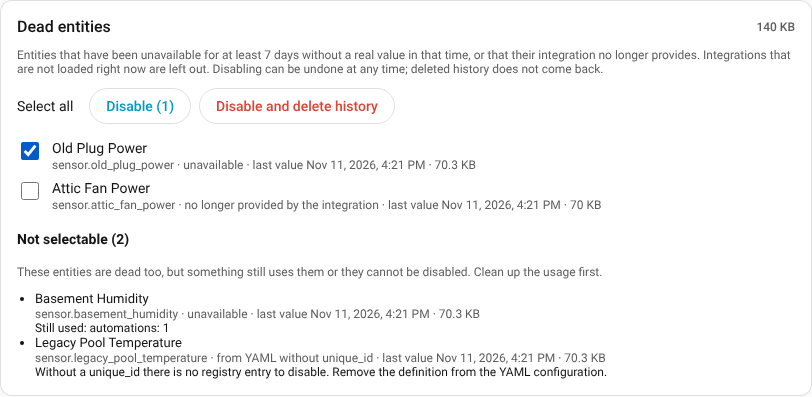 Dead entities
140 KB
Entities that have been unavailable for at least 7 days without a real value in that time, or that their integration no longer provides. Integrations that
are not loaded right now are left out. Disabling can be undone at any time; deleted history does not come back.
Select all
Disable (1)
Disable and delete history
Old Plug Power
sensor.old_plug_power · unavailable · last value Nov 11, 2026, 4:21 PM · 70.3 KB
Attic Fan Power
sensor.attic_fan_power · no longer provided by the integration · last value Nov 11, 2026, 4:21 PM · 70 KB
Not selectable (2)
These entities are dead too, but something still uses them or they cannot be disabled. Clean up the usage first.
• Basement Humidity
sensor.basement_humidity · unavailable · last value Nov 11, 2026, 4:21 PM · 70.3 KB
Still used: automations: 1
• Legacy Pool Temperature
sensor.legacy_pool_temperature · from YAML without unique_id · last value Nov 11, 2026, 4:21 PM · 70.3 KB
Without a unique_id there is no registry entry to disable. Remove the definition from the YAML configuration.